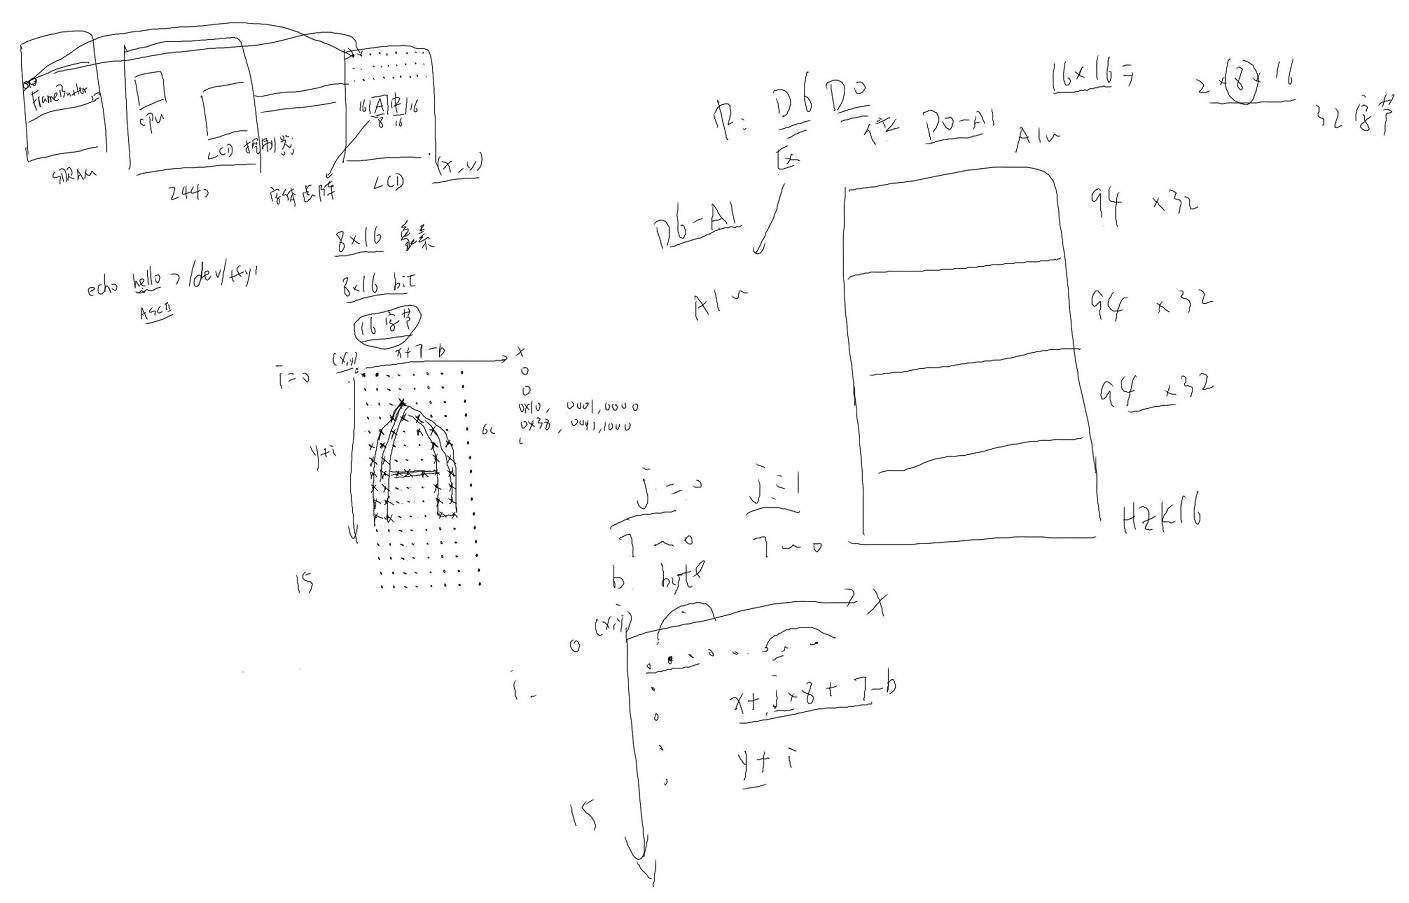 FrameBuffer
CPU
LCD 控制器
SDRAM
2440
16 A 中 16
8 16
LCD
(x, y)
字体点阵
8×16 象素
8×16 bit
16 字节
echo hello > /dev/tty1
ASCII
(x,y)
x+7-b
x
i=0
0
0
0x10, 0001,0000
0x38, 0011,1000
6c
y+i
15
中: D6 D0
区
位 D0-A1
A1~
D6-A1
A1~
16×16=
2×8×16
32字节
94 ×32
94 ×32
94 ×32
HZK16
j=0 j=1
7~0 7~0
b byte
(x,y)
X
0
i
x+j×8+7-b
y+i
15
Y